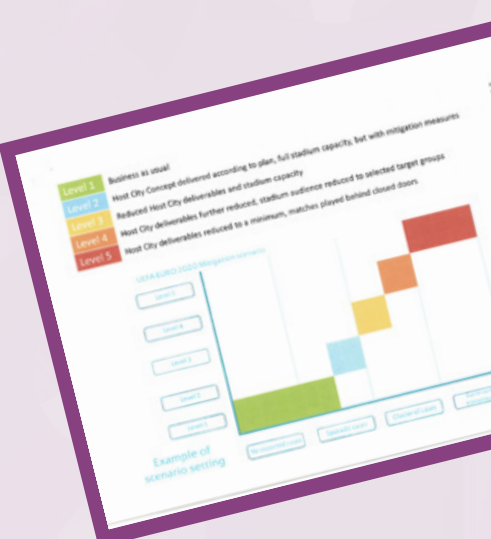 Level 1 Business as usual
Level 2 Host City Concept delivered according to plan, full stadium capacity, but with mitigation measures
Level 3 Reduced Host City deliverables and stadium capacity
Level 4 Host City deliverables further reduced, stadium audience reduced to selected target groups
Level 5 Host City deliverables reduced to a minimum, matches played behind closed doors
UEFA EURO 2020 Mitigation scenario
Level 5
Level 4
Level 3
Level 2
Level 1
No reported cases
Sporadic cases
Clusters of cases
Example of
scenario setting